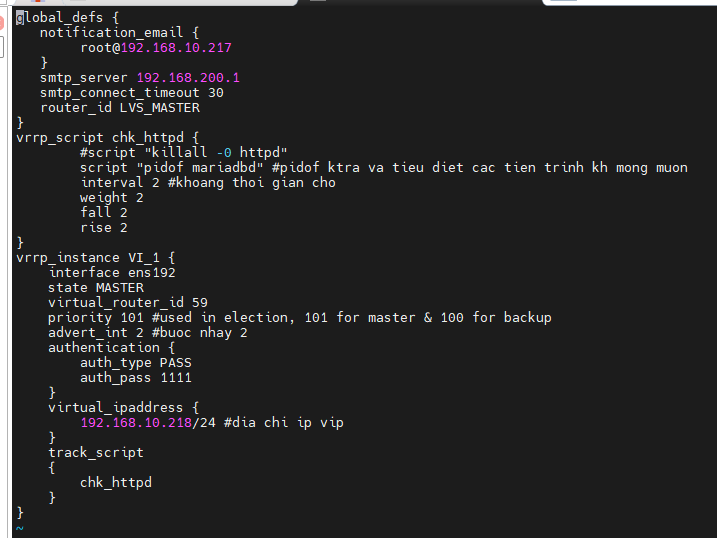 global_defs {
   notification_email {
        root@192.168.10.217
   }
   smtp_server 192.168.200.1
   smtp_connect_timeout 30
   router_id LVS_MASTER
}
vrrp_script chk_httpd {
        #script "killall -0 httpd"
        script "pidof mariadbd" #pidof ktra va tieu diet cac tien trinh kh mong muon
        interval 2 #khoang thoi gian cho
        weight 2
        fall 2
        rise 2
}
vrrp_instance VI_1 {
    interface ens192
    state MASTER
    virtual_router_id 59
    priority 101 #used in election, 101 for master & 100 for backup
    advert_int 2 #buoc nhay 2
    authentication {
        auth_type PASS
        auth_pass 1111
    }
    virtual_ipaddress {
        192.168.10.218/24 #dia chi ip vip
    }
    track_script
    {
        chk_httpd
    }
}
~